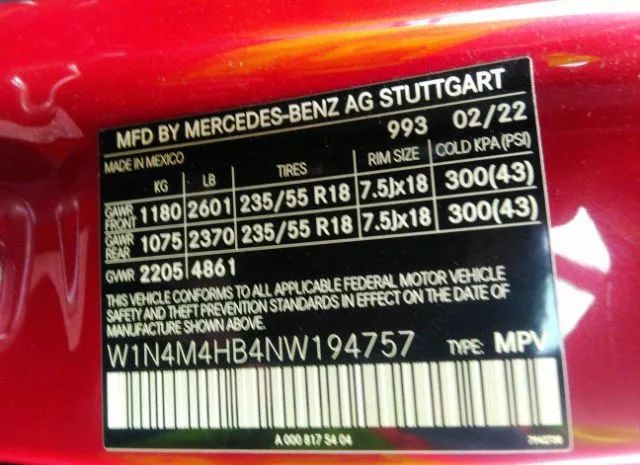 MFD BY MERCEDES-BENZ AG STUTTGART
MADE IN MEXICO 993 02/22
KG LB TIRES RIM SIZE COLD KPA (PSI)
GAWR FRONT 1180 2601 235/55 R18 7.5Jx18 300(43)
GAWR REAR 1075 2370 235/55 R18 7.5Jx18 300(43)
GVWR 2205 4861
THIS VEHICLE CONFORMS TO ALL APPLICABLE FEDERAL MOTOR VEHICLE
SAFETY AND THEFT PREVENTION STANDARDS IN EFFECT ON THE DATE OF
MANUFACTURE SHOWN ABOVE.
W1N4M4HB4NW194757 TYPE: MPV
A 000 817 54 04